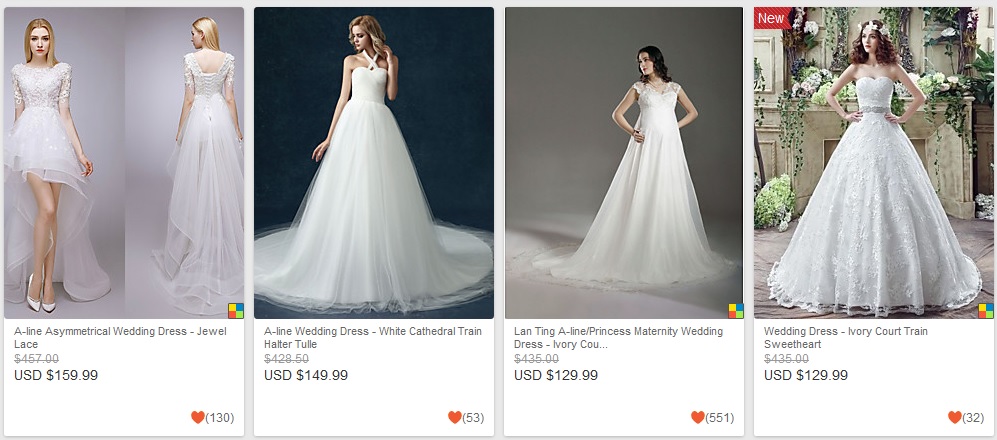 New
A-line Asymmetrical Wedding Dress - Jewel
Lace
$457.00
USD $159.99
(130)
A-line Wedding Dress - White Cathedral Train
Halter Tulle
$428.50
USD $149.99
(53)
Lan Ting A-line/Princess Maternity Wedding
Dress - Ivory Cou...
$435.00
USD $129.99
(551)
Wedding Dress - Ivory Court Train
Sweetheart
$435.00
USD $129.99
(32)